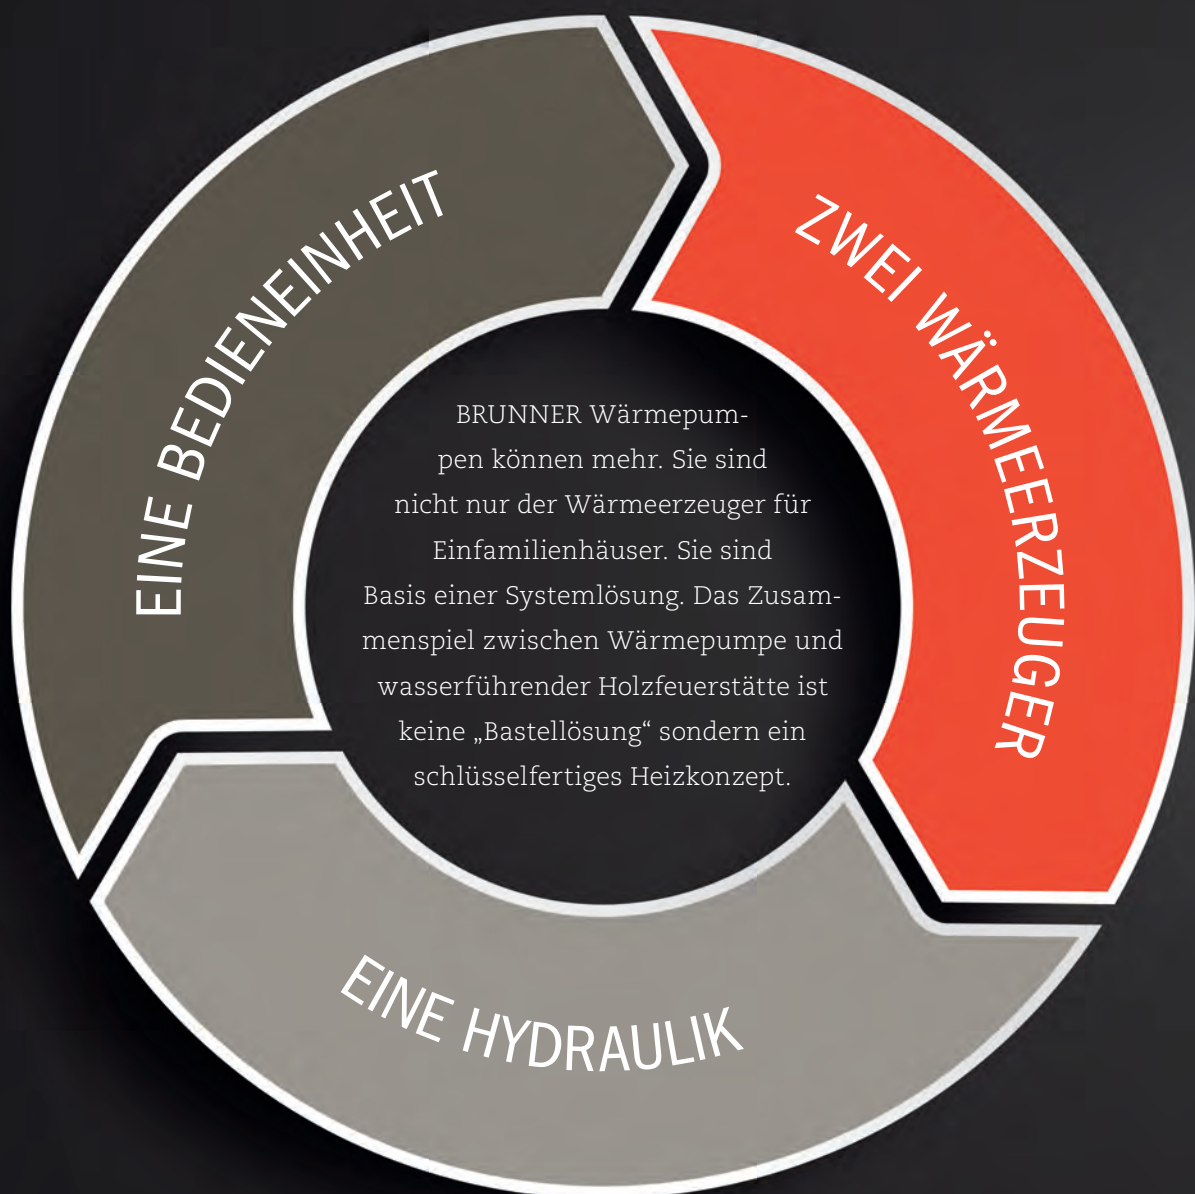 EINE BEDIENEINHEIT
ZWEI WÄRMEERZEUGER
BRUNNER Wärmepum-
pen können mehr. Sie sind
nicht nur der Wärmeerzeuger für
Einfamilienhäuser. Sie sind
Basis einer Systemlösung. Das Zusam-
menspiel zwischen Wärmepumpe und
wasserführender Holzfeuerstätte ist
keine „Bastellösung“ sondern ein
schlüsselfertiges Heizkonzept.
EINE HYDRAULIK